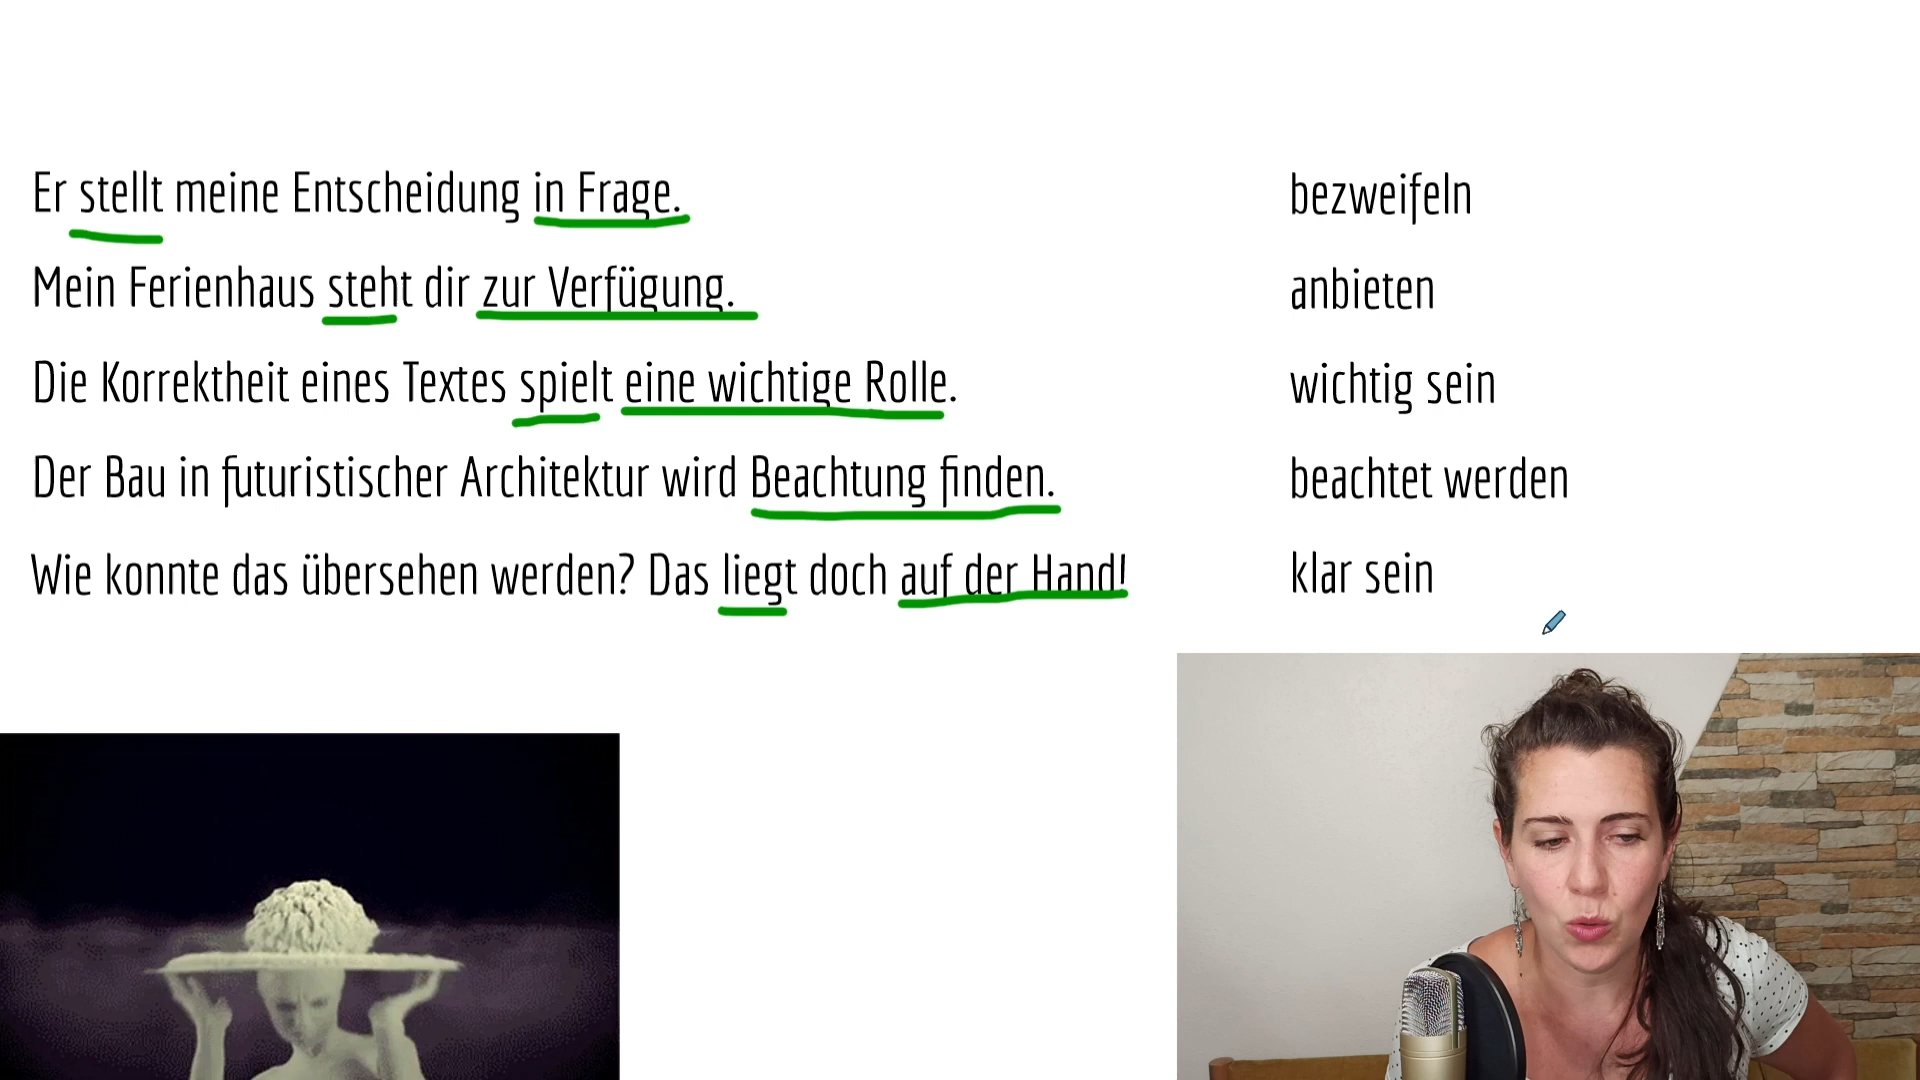 Er stellt meine Entscheidung in Frage. bezweifeln
Mein Ferienhaus steht dir zur Verfügung. anbieten
Die Korrektheit eines Textes spielt eine wichtige Rolle. wichtig sein
Der Bau in futuristischer Architektur wird Beachtung finden. beachtet werden
Wie konnte das übersehen werden? Das liegt doch auf der Hand! klar sein